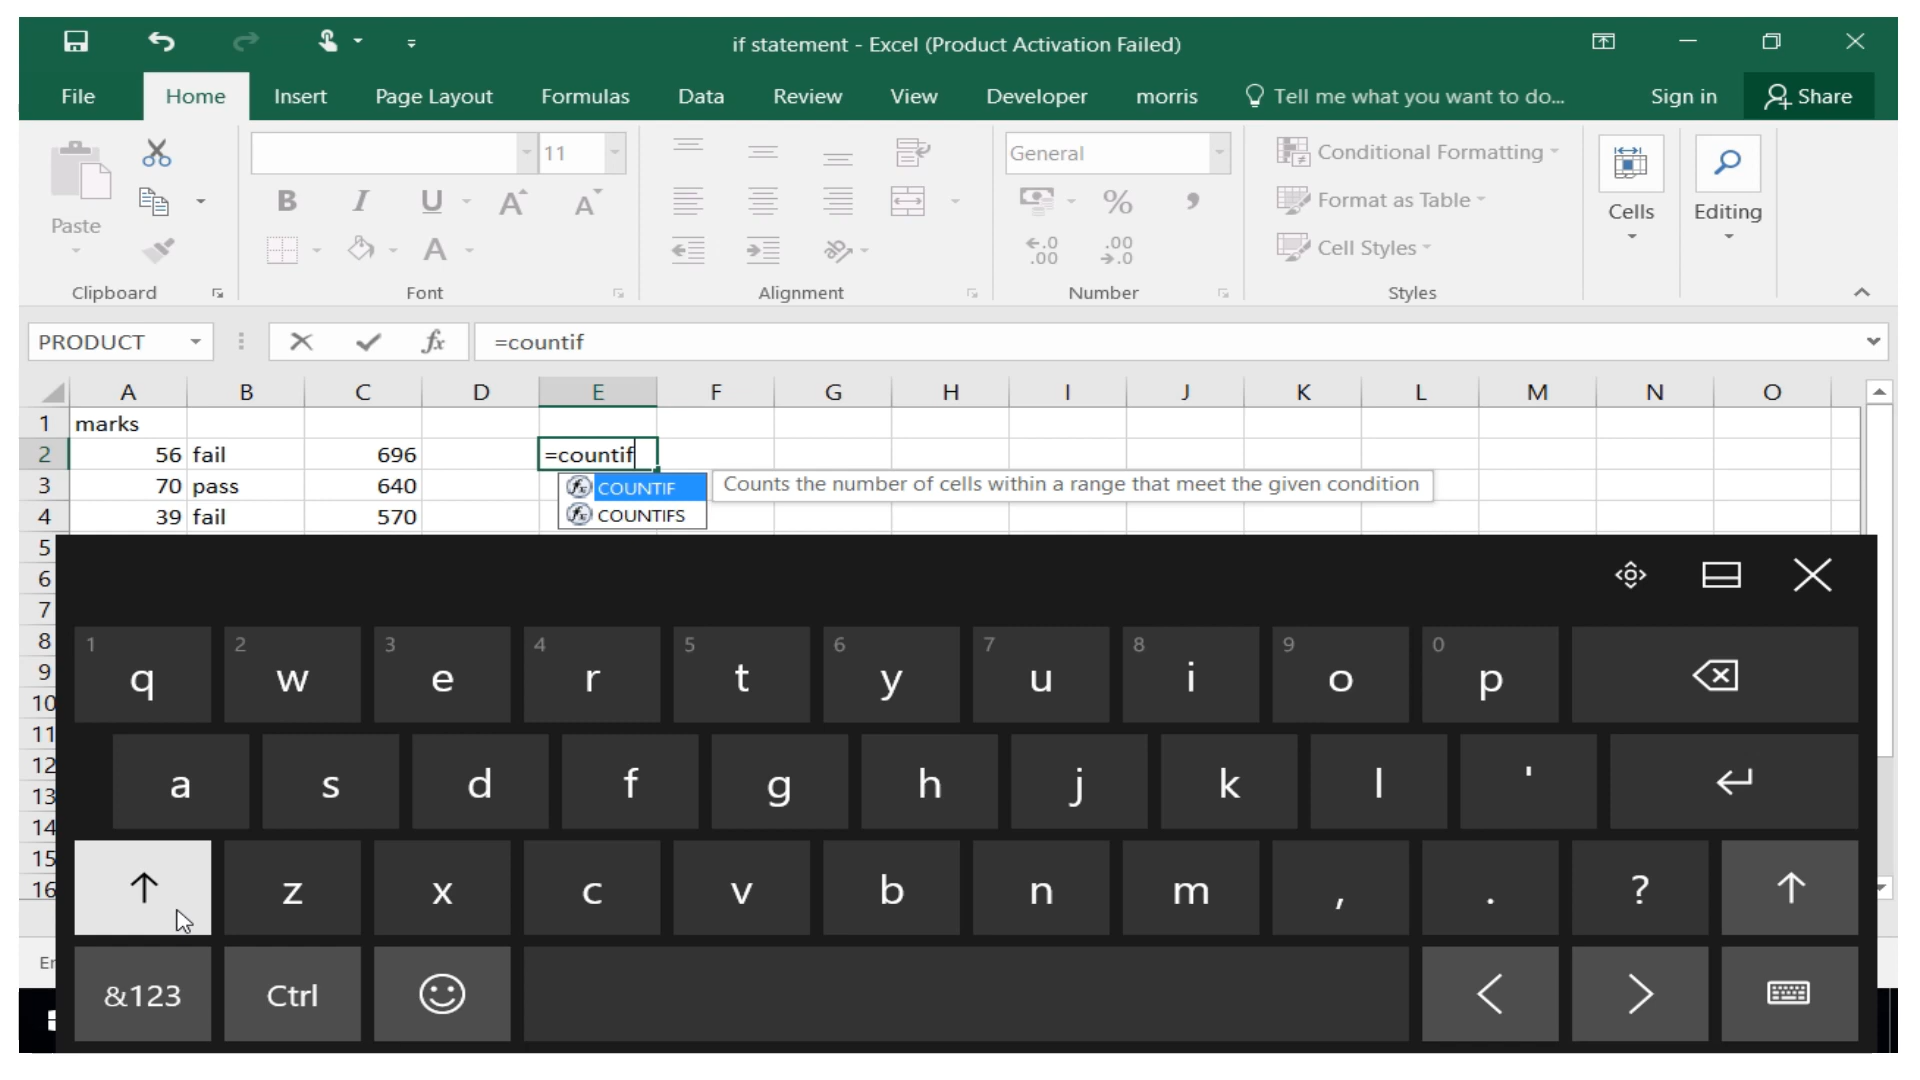 if statement - Excel (Product Activation Failed)
File Home Insert Page Layout Formulas Data Review View Developer morris Tell me what you want to do... Sign in Share
11 General Conditional Formatting
Paste B I U A A % , Format as Table Cells Editing
A ←.0 .00 .00 →.0 Cell Styles
Clipboard Font Alignment Number Styles
PRODUCT fx =countif
A B C D E F G H I J K L M N O
1 marks
2 56 fail 696 =countif
3 70 pass 640 COUNTIF Counts the number of cells within a range that meet the given condition
4 39 fail 570 COUNTIFS
5
6
7
8
9
10
11
12
13
14
15
16
1 2 3 4 5 6 7 8 9 0
q w e r t y u i o p
a s d f g h j k l '
z x c v b n m , . ?
&123 Ctrl < >